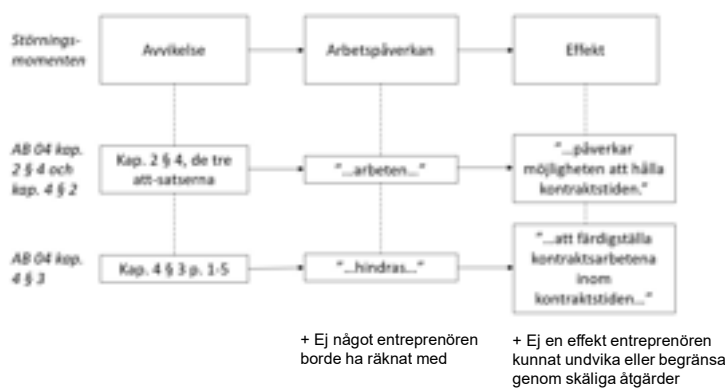 Störnings-
momenten
Avvikelse
Arbetspåverkan
Effekt
AB 04 kap.
2 § 4 och
kap. 4 § 2
Kap. 2 § 4, de tre
att-satserna
"...arbeten..."
"...påverkar
möjligheten att hålla
kontraktstiden."
AB 04 kap.
4 § 3
Kap. 4 § 3 p. 1-5
"...hindras..."
"...att färdigställa
kontraktsarbetena
inom
kontraktstiden..."
+ Ej något entreprenören
borde ha räknat med
+ Ej en effekt entreprenören
kunnat undvika eller begränsa
genom skäliga åtgärder